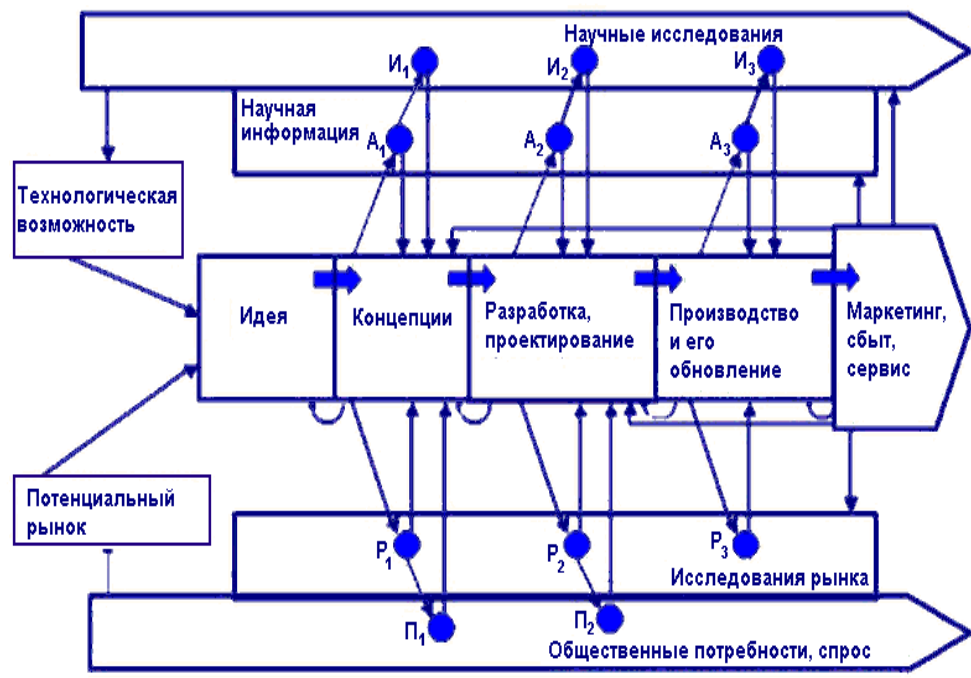 Научные исследования
И1
И2
И3
Научная
информация
А1
А2
А3
Технологическая
возможность
Идея
Концепции
Разработка,
проектирование
Производство
и его
обновление
Маркетинг,
сбыт,
сервис
Потенциальный
рынок
Р1
Р2
Р3
Исследования рынка
П1
П2
Общественные потребности, спрос